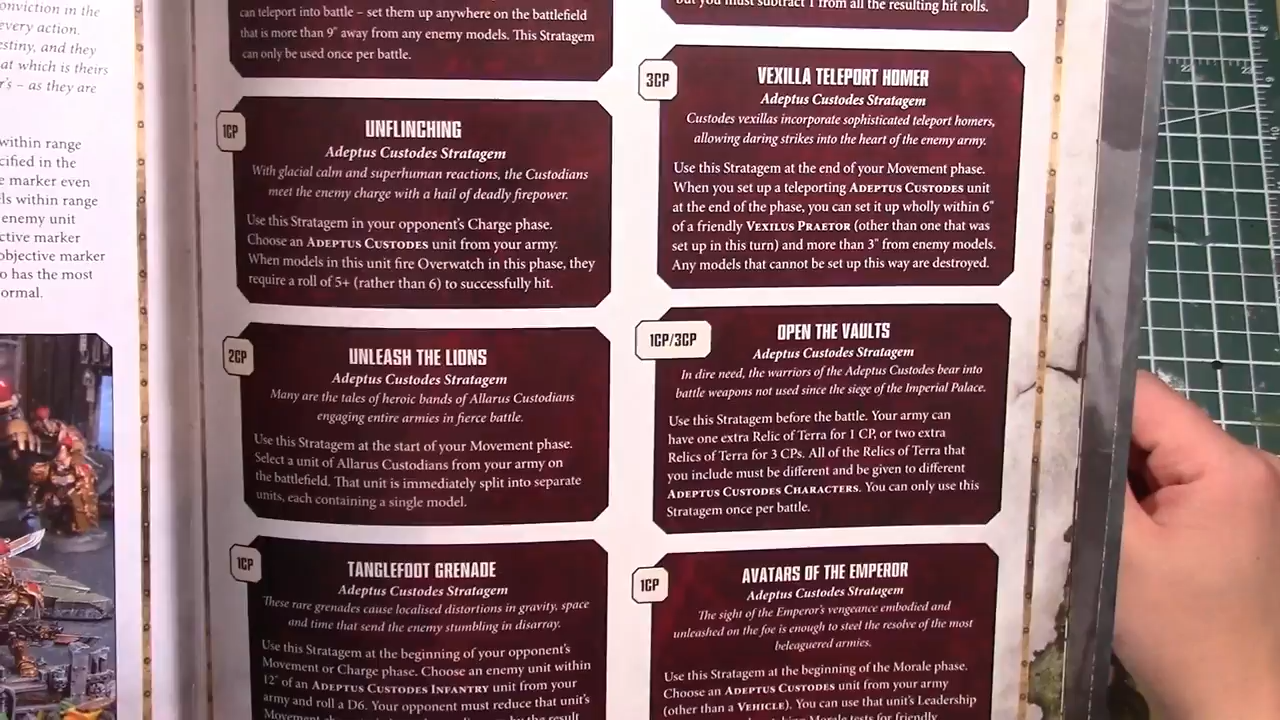 onviction in the
every action.
estiny, and they
at which is theirs
r's – as they are
within range
cified in the
e marker even
ls within range
enemy unit
ctive marker
objective marker
o has the most
ormal.
can teleport into battle – set them up anywhere on the battlefield
that is more than 9" away from any enemy models. This Stratagem
can only be used once per battle.
1CP
UNFLINCHING
Adeptus Custodes Stratagem
With glacial calm and superhuman reactions, the Custodians
meet the enemy charge with a hail of deadly firepower.
Use this Stratagem in your opponent's Charge phase.
Choose an ADEPTUS CUSTODES unit from your army.
When models in this unit fire Overwatch in this phase, they
require a roll of 5+ (rather than 6) to successfully hit.
2CP
UNLEASH THE LIONS
Adeptus Custodes Stratagem
Many are the tales of heroic bands of Allarus Custodians
engaging entire armies in fierce battle.
Use this Stratagem at the start of your Movement phase.
Select a unit of Allarus Custodians from your army on
the battlefield. That unit is immediately split into separate
units, each containing a single model.
1CP
TANGLEFOOT GRENADE
Adeptus Custodes Stratagem
These rare grenades cause localised distortions in gravity, space
and time that send the enemy stumbling in disarray.
Use this Stratagem at the beginning of your opponent's
Movement or Charge phase. Choose an enemy unit within
12" of an ADEPTUS CUSTODES INFANTRY unit from your
army and roll a D6. Your opponent must reduce that unit's
but you must subtract 1 from all the resulting hit rolls.
3CP
VEXILLA TELEPORT HOMER
Adeptus Custodes Stratagem
Custodes vexillas incorporate sophisticated teleport homers,
allowing daring strikes into the heart of the enemy army.
Use this Stratagem at the end of your Movement phase.
When you set up a teleporting ADEPTUS CUSTODES unit
at the end of the phase, you can set it up wholly within 6"
of a friendly VEXILUS PRAETOR (other than one that was
set up in this turn) and more than 3" from enemy models.
Any models that cannot be set up this way are destroyed.
1CP/3CP
OPEN THE VAULTS
Adeptus Custodes Stratagem
In dire need, the warriors of the Adeptus Custodes bear into
battle weapons not used since the siege of the Imperial Palace.
Use this Stratagem before the battle. Your army can
have one extra Relic of Terra for 1 CP, or two extra
Relics of Terra for 3 CPs. All of the Relics of Terra that
you include must be different and be given to different
ADEPTUS CUSTODES CHARACTERS. You can only use this
Stratagem once per battle.
1CP
AVATARS OF THE EMPEROR
Adeptus Custodes Stratagem
The sight of the Emperor's vengeance embodied and
unleashed on the foe is enough to steel the resolve of the most
beleaguered armies.
Use this Stratagem at the beginning of the Morale phase.
Choose an ADEPTUS CUSTODES unit from your army
(other than a VEHICLE). You can use that unit's Leadership